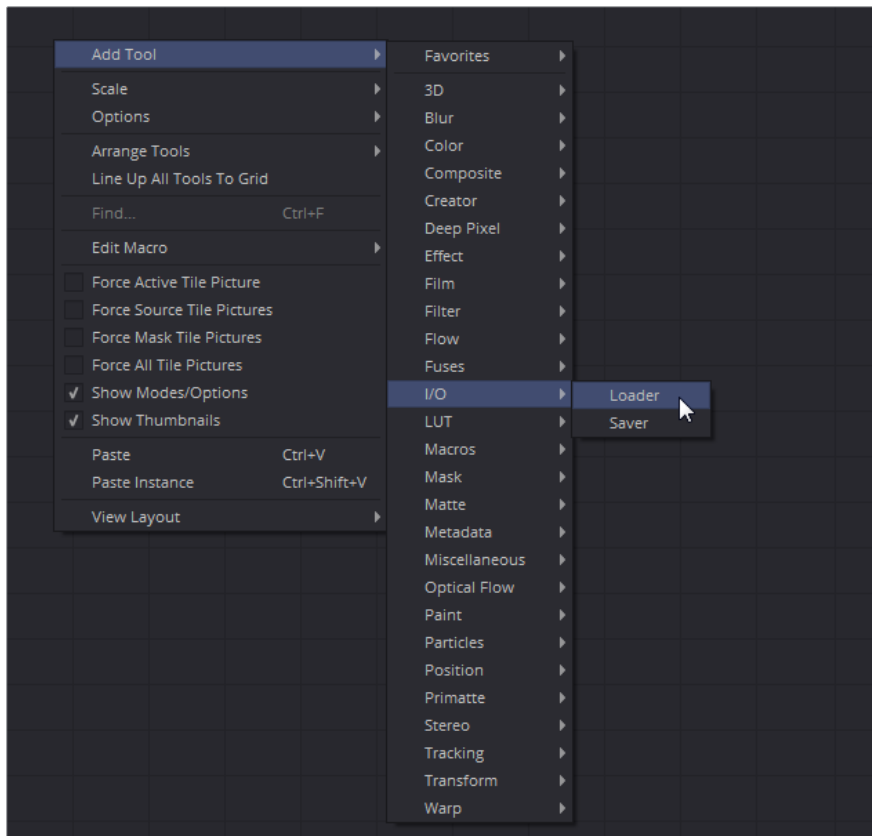 Add Tool
Scale
Options
Arrange Tools
Line Up All Tools To Grid
Find... Ctrl+F
Edit Macro
Force Active Tile Picture
Force Source Tile Pictures
Force Mask Tile Pictures
Force All Tile Pictures
Show Modes/Options
Show Thumbnails
Paste Ctrl+V
Paste Instance Ctrl+Shift+V
View Layout
Favorites
3D
Blur
Color
Composite
Creator
Deep Pixel
Effect
Film
Filter
Flow
Fuses
I/O
LUT
Macros
Mask
Matte
Metadata
Miscellaneous
Optical Flow
Paint
Particles
Position
Primatte
Stereo
Tracking
Transform
Warp
Loader
Saver